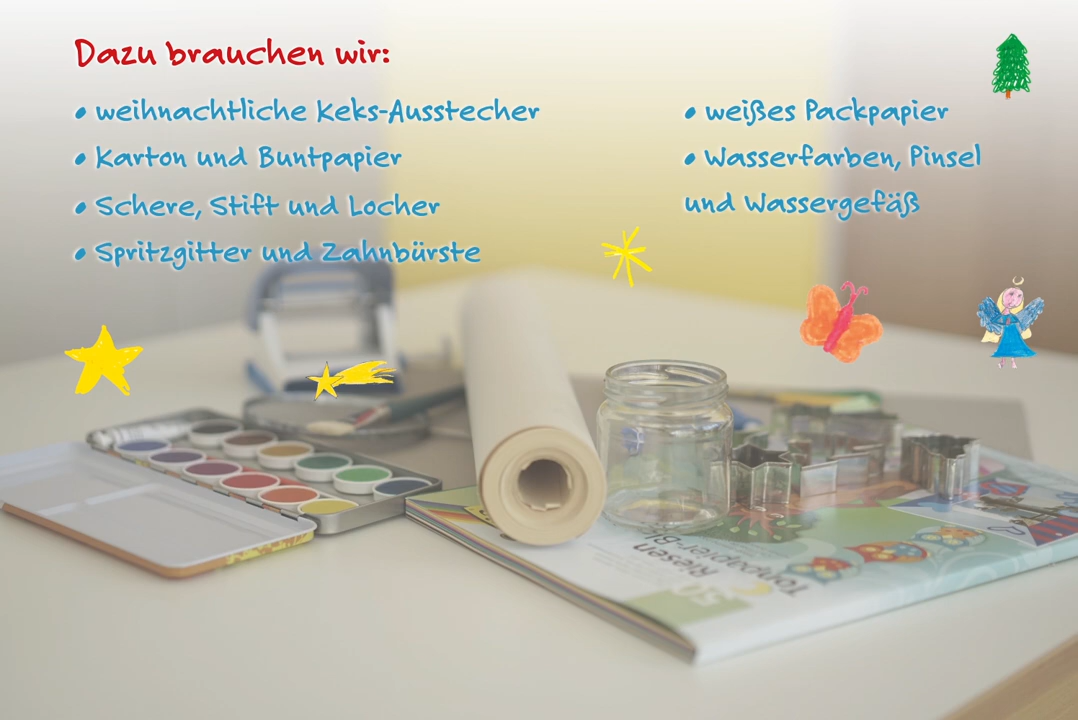 Dazu brauchen wir:
• weihnachtliche Keks-Ausstecher
• Karton und Buntpapier
• Schere, Stift und Locher
• Spritzgitter und Zahnbürste
• weißes Packpapier
• Wasserfarben, Pinsel
und Wassergefäß
Riesen